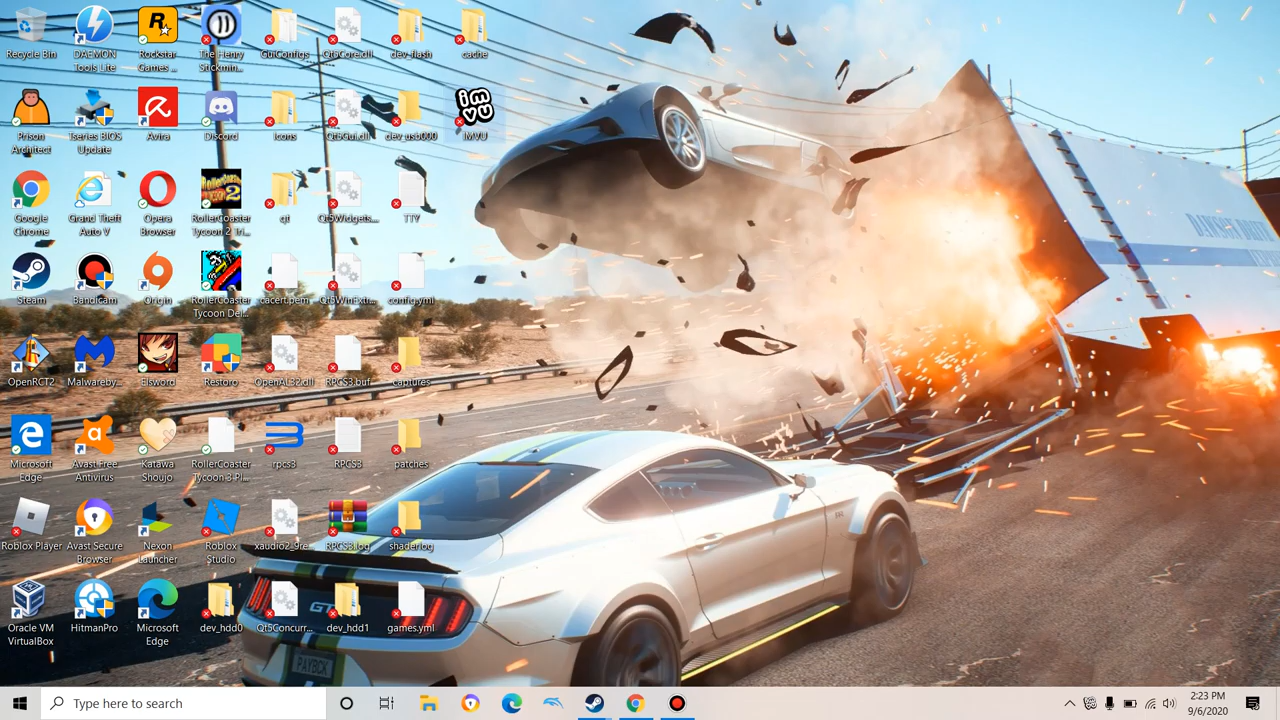 Recycle Bin
DAEMON
Tools Lite
Rockstar
Games ...
The Henry
Stickmin...
GuiConfigs
Qt5Core.dll
dev_flash
cache
Prison
Architect
Tseries BIOS
Update
Avira
Discord
Icons
Qt5Gui.dll
dev_usb000
imvu
IMVU
Google
Chrome
Grand Theft
Auto V
Opera
Browser
RollerCoaster
Tycoon 2 Tri...
qt
Qt5Widgets....
TTY
Steam
Bandicam
Origin
RollerCoaster
Tycoon Del...
cacert.pem
Qt5WinExtr...
config.yml
OpenRCT2
Malwareby...
Elsword
Restoro
OpenAL32.dll
RPCS3.buf
captures
Microsoft
Edge
Avast Free
Antivirus
Katawa
Shoujo
RollerCoaster
Tycoon 3 Pl...
rpcs3
RPCS3
patches
Roblox Player
Avast Secure
Browser
Nexon
Launcher
Roblox
Studio
xaudio2_9re...
RPCS3.log
shaderlog
Oracle VM
VirtualBox
HitmanPro
Microsoft
Edge
dev_hdd0
Qt5Concurr...
dev_hdd1
games.yml
GT
PAYBCK
Type here to search
2:23 PM
9/6/2020